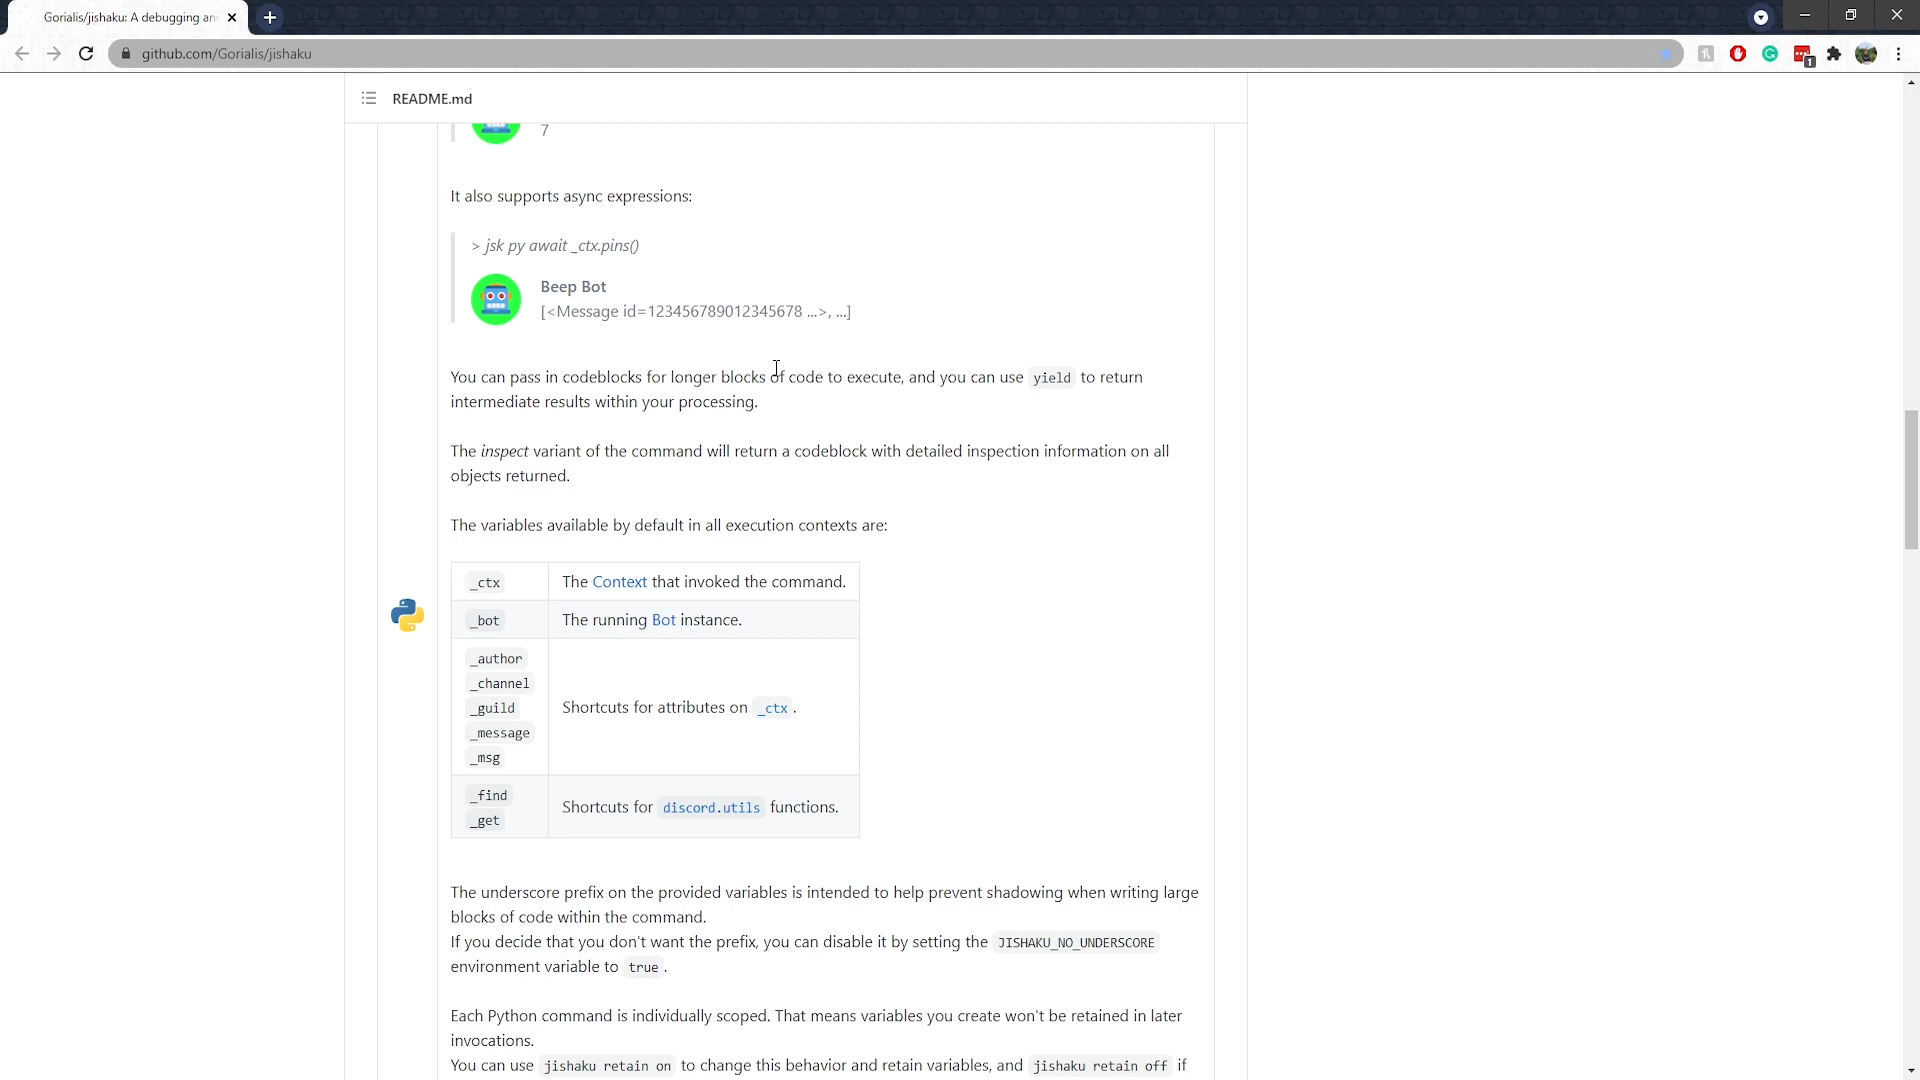 Gorialis/jishaku: A debugging an
github.com/Gorialis/jishaku
1
README.md
7
It also supports async expressions:
> jsk py await _ctx.pins()
Beep Bot
[<Message id=123456789012345678 ...>, ...]
You can pass in codeblocks for longer blocks of code to execute, and you can use yield to return
intermediate results within your processing.
The inspect variant of the command will return a codeblock with detailed inspection information on all
objects returned.
The variables available by default in all execution contexts are:
_ctx The Context that invoked the command.
_bot The running Bot instance.
_author
_channel
_guild Shortcuts for attributes on _ctx .
_message
_msg
_find
_get
Shortcuts for discord.utils functions.
The underscore prefix on the provided variables is intended to help prevent shadowing when writing large
blocks of code within the command.
If you decide that you don't want the prefix, you can disable it by setting the JISHAKU_NO_UNDERSCORE
environment variable to true .
Each Python command is individually scoped. That means variables you create won't be retained in later
invocations.
You can use jishaku retain on to change this behavior and retain variables, and jishaku retain off if